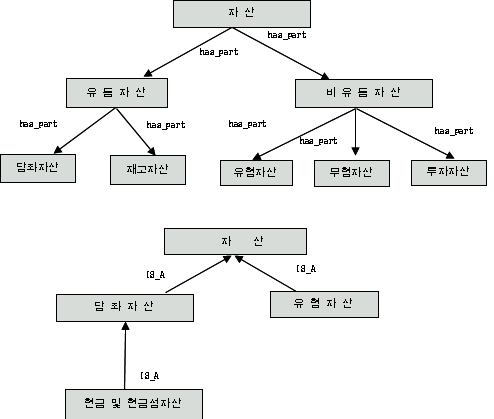 자 산
has_part
has_part
유 동 자 산
비 유 동 자 산
has_part
has_part
has_part
has_part
has_part
당좌자산
재고자산
유형자산
무형자산
투자자산
자 산
IS_A
IS_A
당 좌 자 산
유 형 자 산
IS_A
현금 및 현금성자산